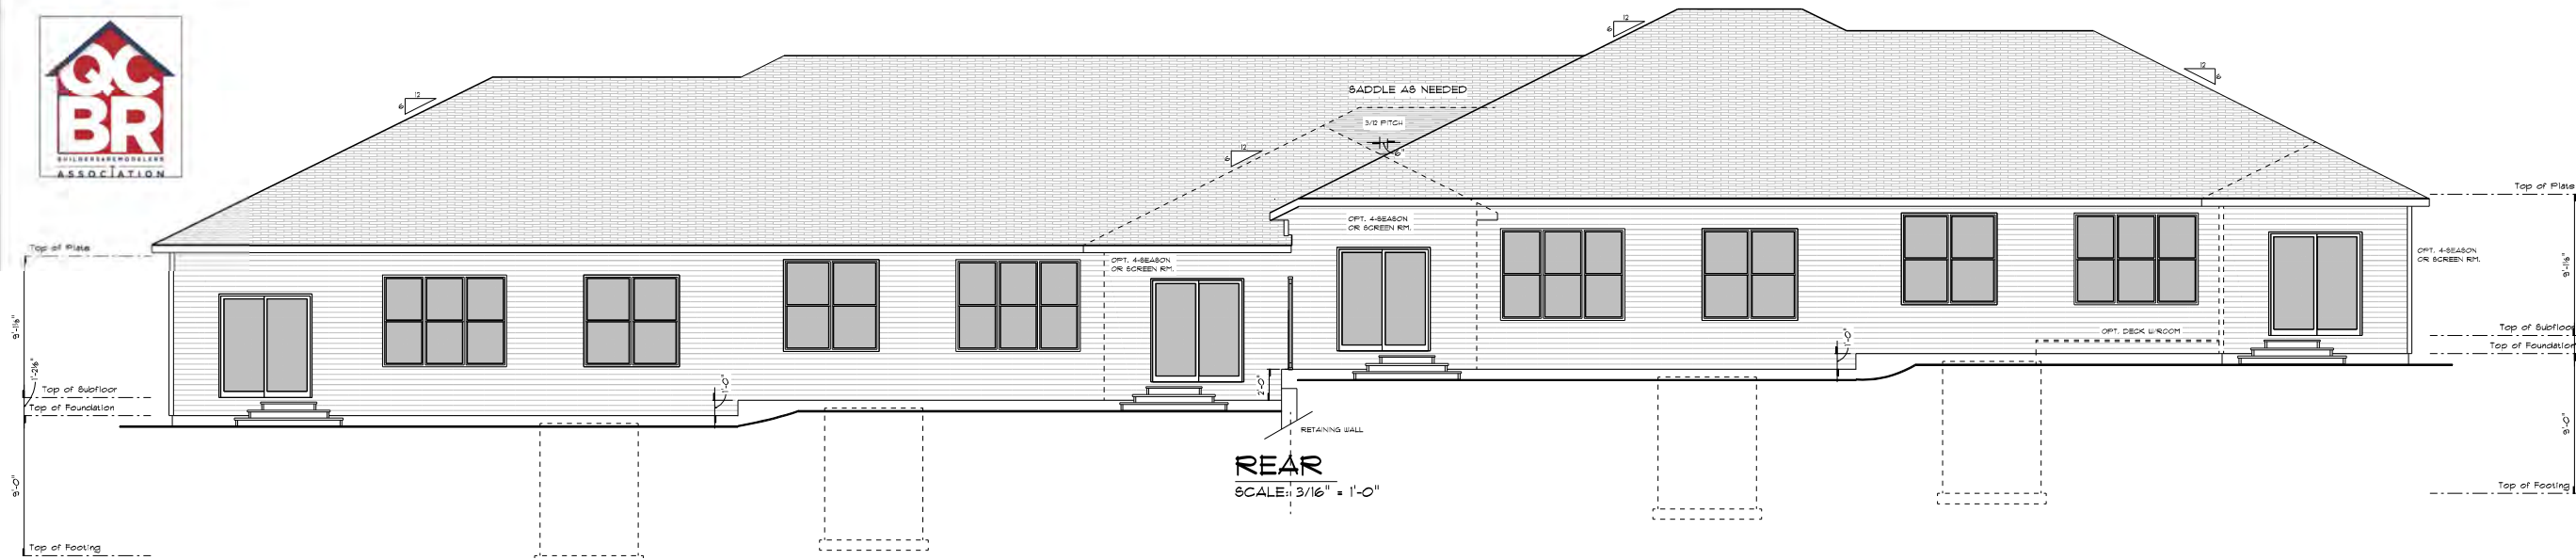 QC
BR
BUILDERS & REMODELERS
ASSOCIATION
12
6
12
6
12
6
12
6
SADDLE AS NEEDED
3/12 PITCH
6'
Top of Plate
Top of Plate
OPT. 4-SEASON
OR SCREEN RM.
OPT. 4-SEASON
OR SCREEN RM.
OPT. 4-SEASON
OR SCREEN RM.
9'-1 1/8"
9'-1 1/8"
OPT. DECK W/ROOM
Top of Subfloor
Top of Foundation
Top of Subfloor
Top of Foundation
1'-0"
1'-0"
2'-0"
RETAINING WALL
9'-0"
9'-0"
REAR
SCALE: 3/16" = 1'-0"
Top of Footing
Top of Footing